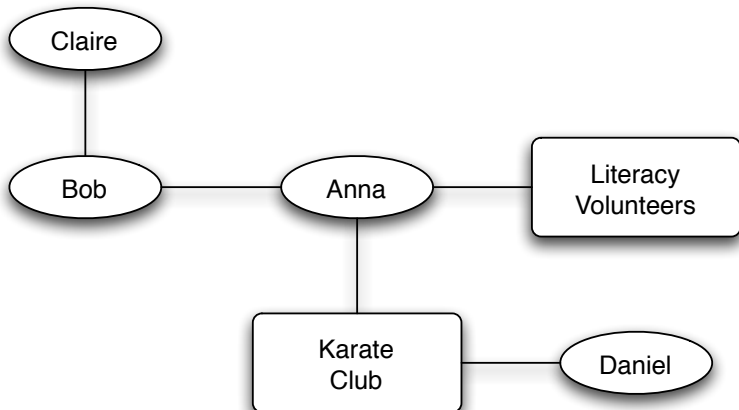 Claire
Bob
Anna
Literacy
Volunteers
Karate
Club
Daniel